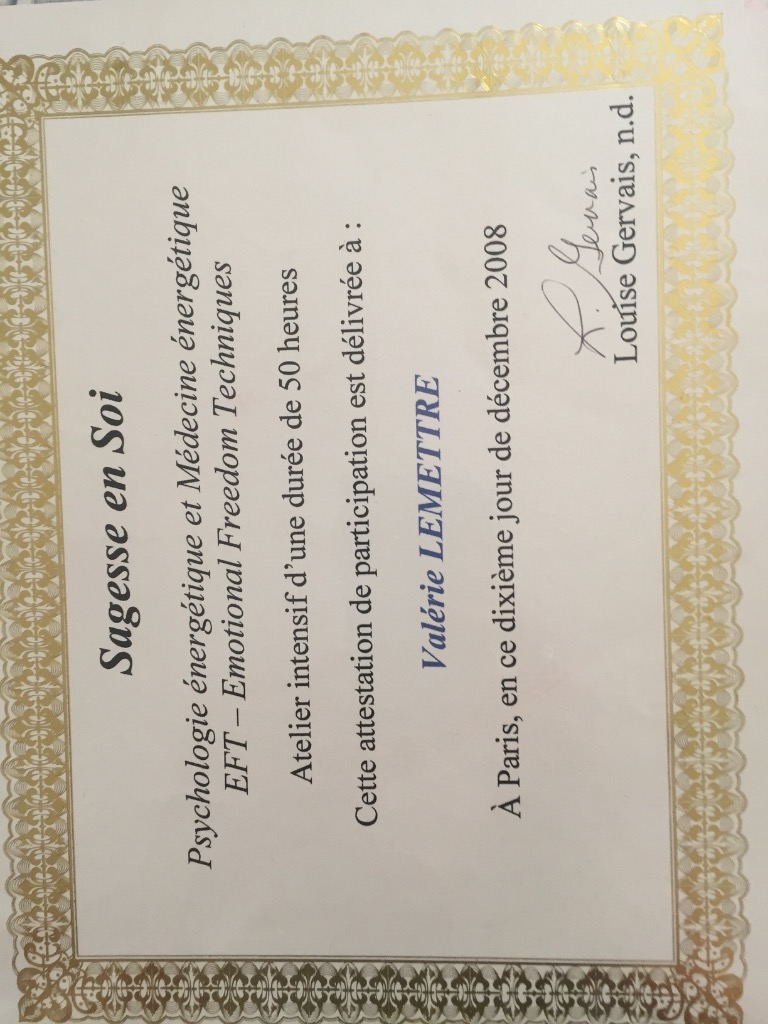 Sagesse en Soi
Psychologie énergétique et Médecine énergétique
EFT – Emotional Freedom Techniques
Atelier intensif d'une durée de 50 heures
Cette attestation de participation est délivrée à :
Valérie LEMETTRE
À Paris, en ce dixième jour de décembre 2008
L. Gervais
Louise Gervais, n.d.